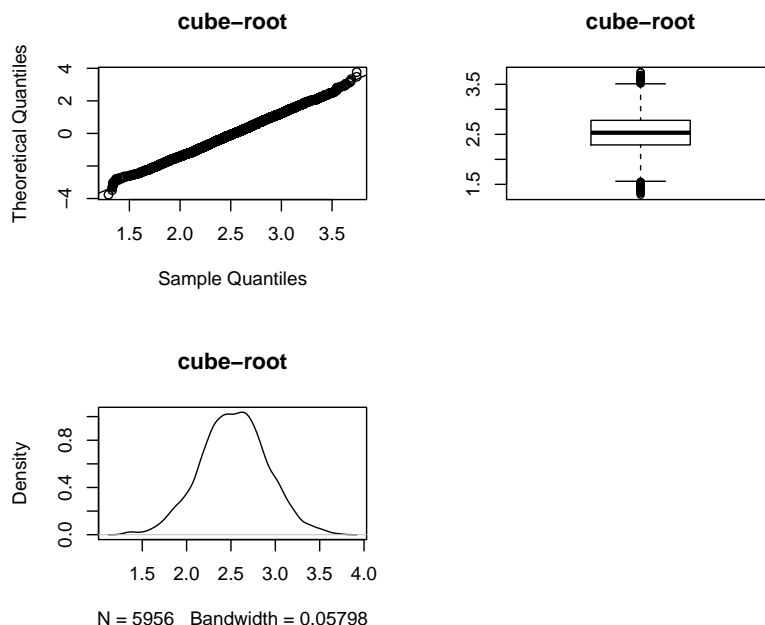 cube-root
Theoretical Quantiles
4
2
0
-4
1.5 2.0 2.5 3.0 3.5
Sample Quantiles
cube-root
3.5
2.5
1.5
cube-root
Density
0.8
0.4
0.0
1.5 2.0 2.5 3.0 3.5 4.0
N = 5956 Bandwidth = 0.05798